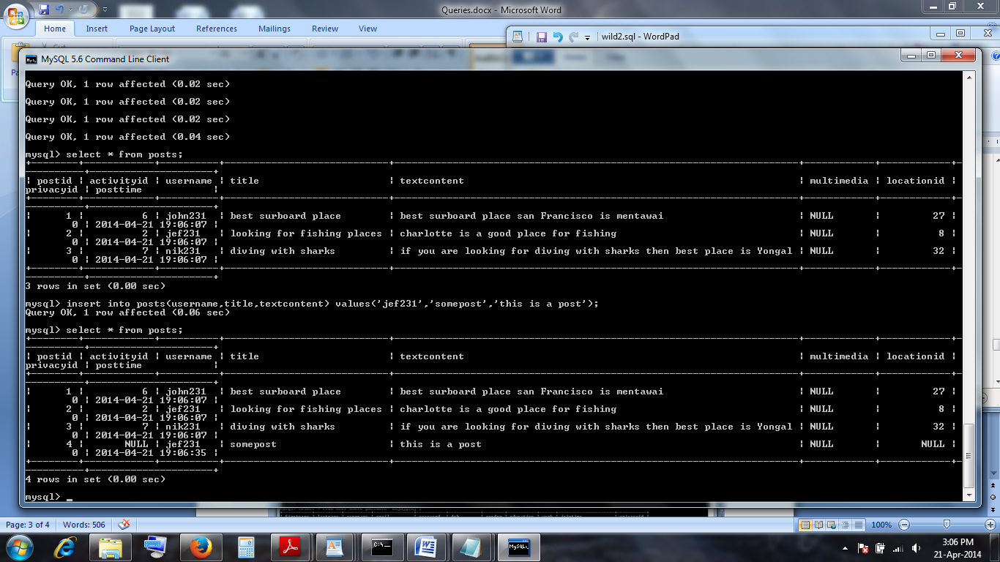 Queries.docx - Microsoft Word
Home Insert Page Layout References Mailings Review View
wild2.sql - WordPad
MySQL 5.6 Command Line Client
Query OK, 1 row affected (0.02 sec)
Query OK, 1 row affected (0.02 sec)
Query OK, 1 row affected (0.02 sec)
Query OK, 1 row affected (0.04 sec)
mysql> select * from posts;
+---------+------------+----------+----------------------------+---------------------------------------------------------------------+------------+------------+-
----------+---------------------+
| postid | activityid | username | title | textcontent | multimedia | locationid |
privacyid | posttime |
+---------+------------+----------+----------------------------+---------------------------------------------------------------------+------------+------------+-
----------+---------------------+
| 1 | 6 | john231 | best surboard place | best surboard place san Francisco is mentawai | NULL | 27 |
0 | 2014-04-21 19:06:07 |
| 2 | 2 | jef231 | looking for fishing places | charlotte is a good place for fishing | NULL | 8 |
0 | 2014-04-21 19:06:07 |
| 3 | 7 | nik231 | diving with sharks | if you are looking for diving with sharks then best place is Yongal | NULL | 32 |
0 | 2014-04-21 19:06:07 |
+---------+------------+----------+----------------------------+---------------------------------------------------------------------+------------+------------+-
----------+---------------------+
3 rows in set (0.00 sec)
mysql> insert into posts(username,title,textcontent) values('jef231','somepost','this is a post');
Query OK, 1 row affected (0.06 sec)
mysql> select * from posts;
+---------+------------+----------+----------------------------+---------------------------------------------------------------------+------------+------------+-
----------+---------------------+
| postid | activityid | username | title | textcontent | multimedia | locationid |
privacyid | posttime |
+---------+------------+----------+----------------------------+---------------------------------------------------------------------+------------+------------+-
----------+---------------------+
| 1 | 6 | john231 | best surboard place | best surboard place san Francisco is mentawai | NULL | 27 |
0 | 2014-04-21 19:06:07 |
| 2 | 2 | jef231 | looking for fishing places | charlotte is a good place for fishing | NULL | 8 |
0 | 2014-04-21 19:06:07 |
| 3 | 7 | nik231 | diving with sharks | if you are looking for diving with sharks then best place is Yongal | NULL | 32 |
0 | 2014-04-21 19:06:07 |
| 4 | NULL | jef231 | somepost | this is a post | NULL | NULL |
0 | 2014-04-21 19:06:35 |
+---------+------------+----------+----------------------------+---------------------------------------------------------------------+------------+------------+-
----------+---------------------+
4 rows in set (0.00 sec)
mysql> _
Page: 3 of 4 Words: 506 100%
3:06 PM
21-Apr-2014